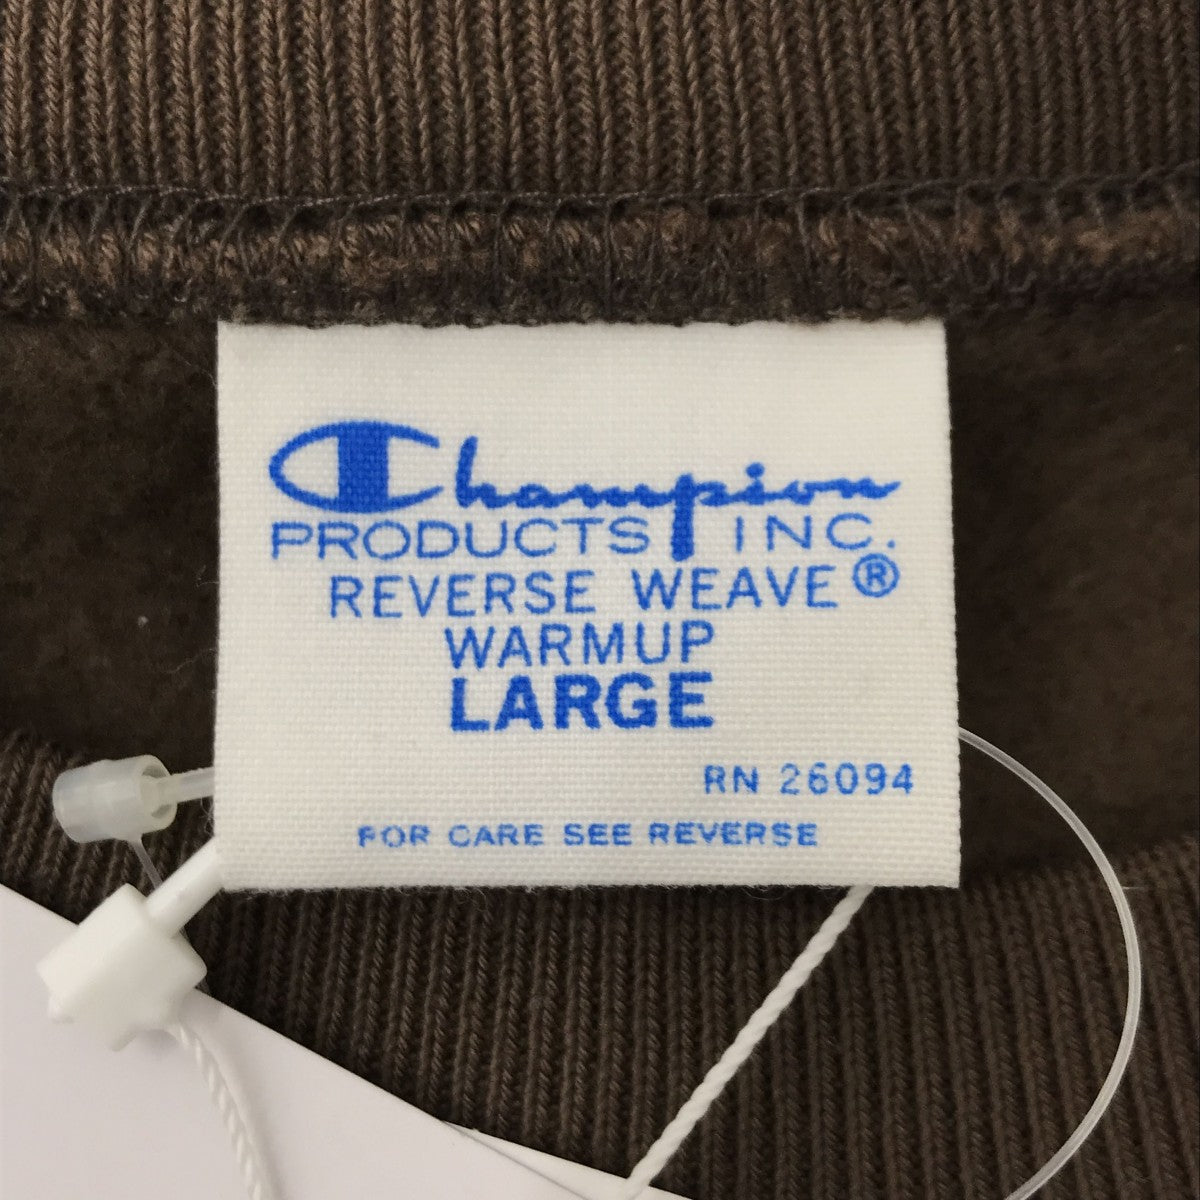 Champion
PRODUCTS INC.
REVERSE WEAVE®
WARMUP
LARGE
RN 26094
FOR CARE SEE REVERSE